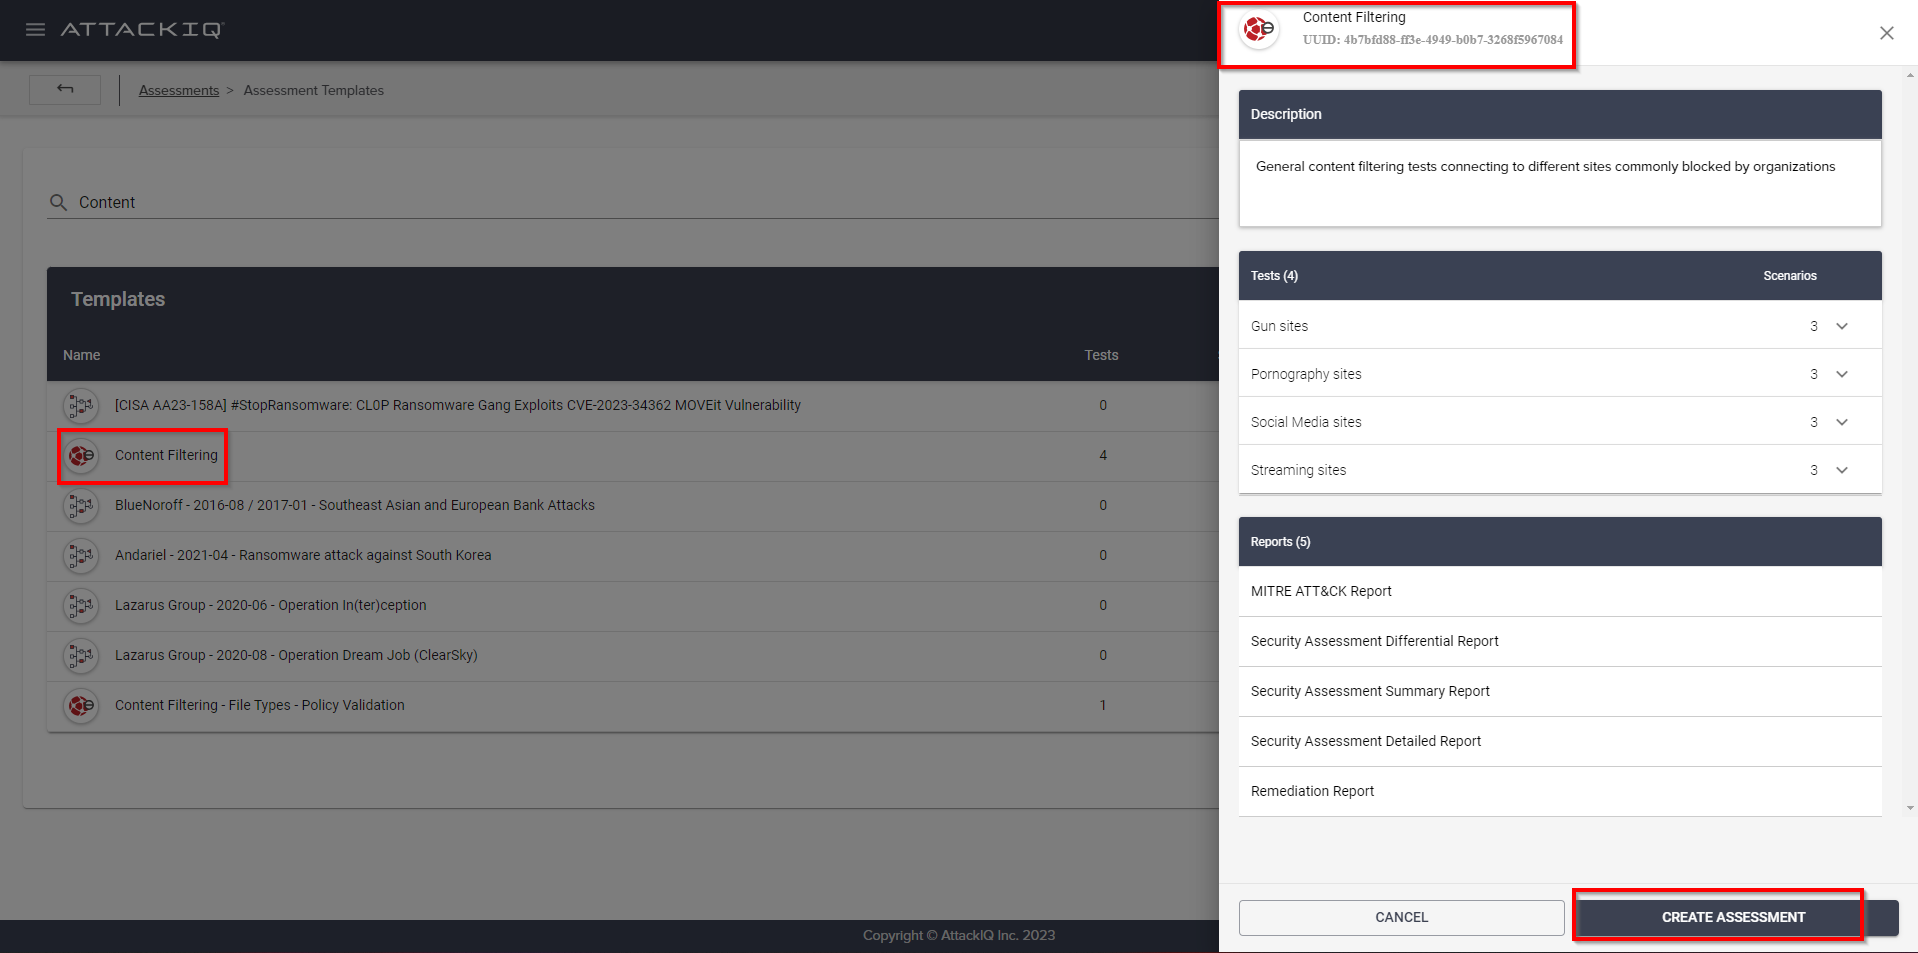 ATTACKIQ
Assessments > Assessment Templates
Content
Templates
Name Tests
[CISA AA23-158A] #StopRansomware: CL0P Ransomware Gang Exploits CVE-2023-34362 MOVEit Vulnerability 0
Content Filtering 4
BlueNoroff - 2016-08 / 2017-01 - Southeast Asian and European Bank Attacks 0
Andariel - 2021-04 - Ransomware attack against South Korea 0
Lazarus Group - 2020-06 - Operation In(ter)ception 0
Lazarus Group - 2020-08 - Operation Dream Job (ClearSky) 0
Content Filtering - File Types - Policy Validation 1
Copyright © AttackIQ Inc. 2023
Content Filtering
UUID: 4b7bfd88-ff3e-4949-b0b7-3268f5967084
Description
General content filtering tests connecting to different sites commonly blocked by organizations
Tests (4) Scenarios
Gun sites 3
Pornography sites 3
Social Media sites 3
Streaming sites 3
Reports (5)
MITRE ATT&CK Report
Security Assessment Differential Report
Security Assessment Summary Report
Security Assessment Detailed Report
Remediation Report
CANCEL CREATE ASSESSMENT